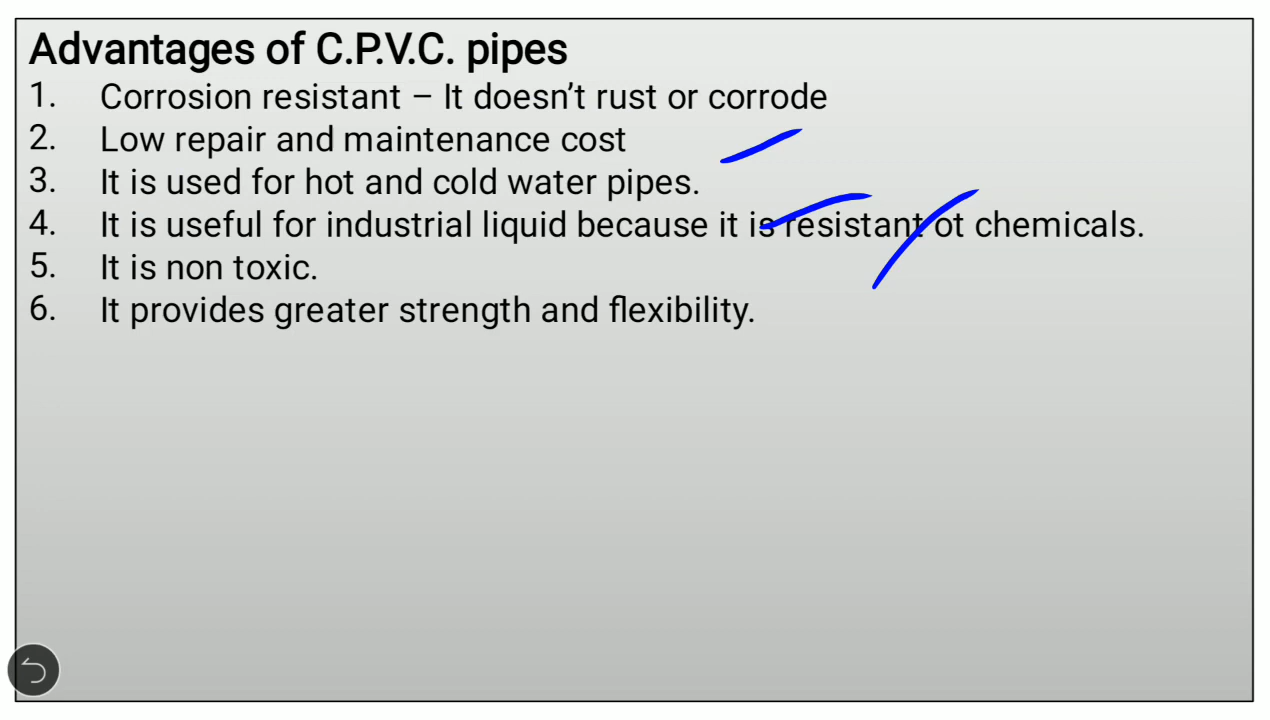 Advantages of C.P.V.C. pipes
1. Corrosion resistant – It doesn't rust or corrode
2. Low repair and maintenance cost
3. It is used for hot and cold water pipes.
4. It is useful for industrial liquid because it is resistant ot chemicals.
5. It is non toxic.
6. It provides greater strength and flexibility.